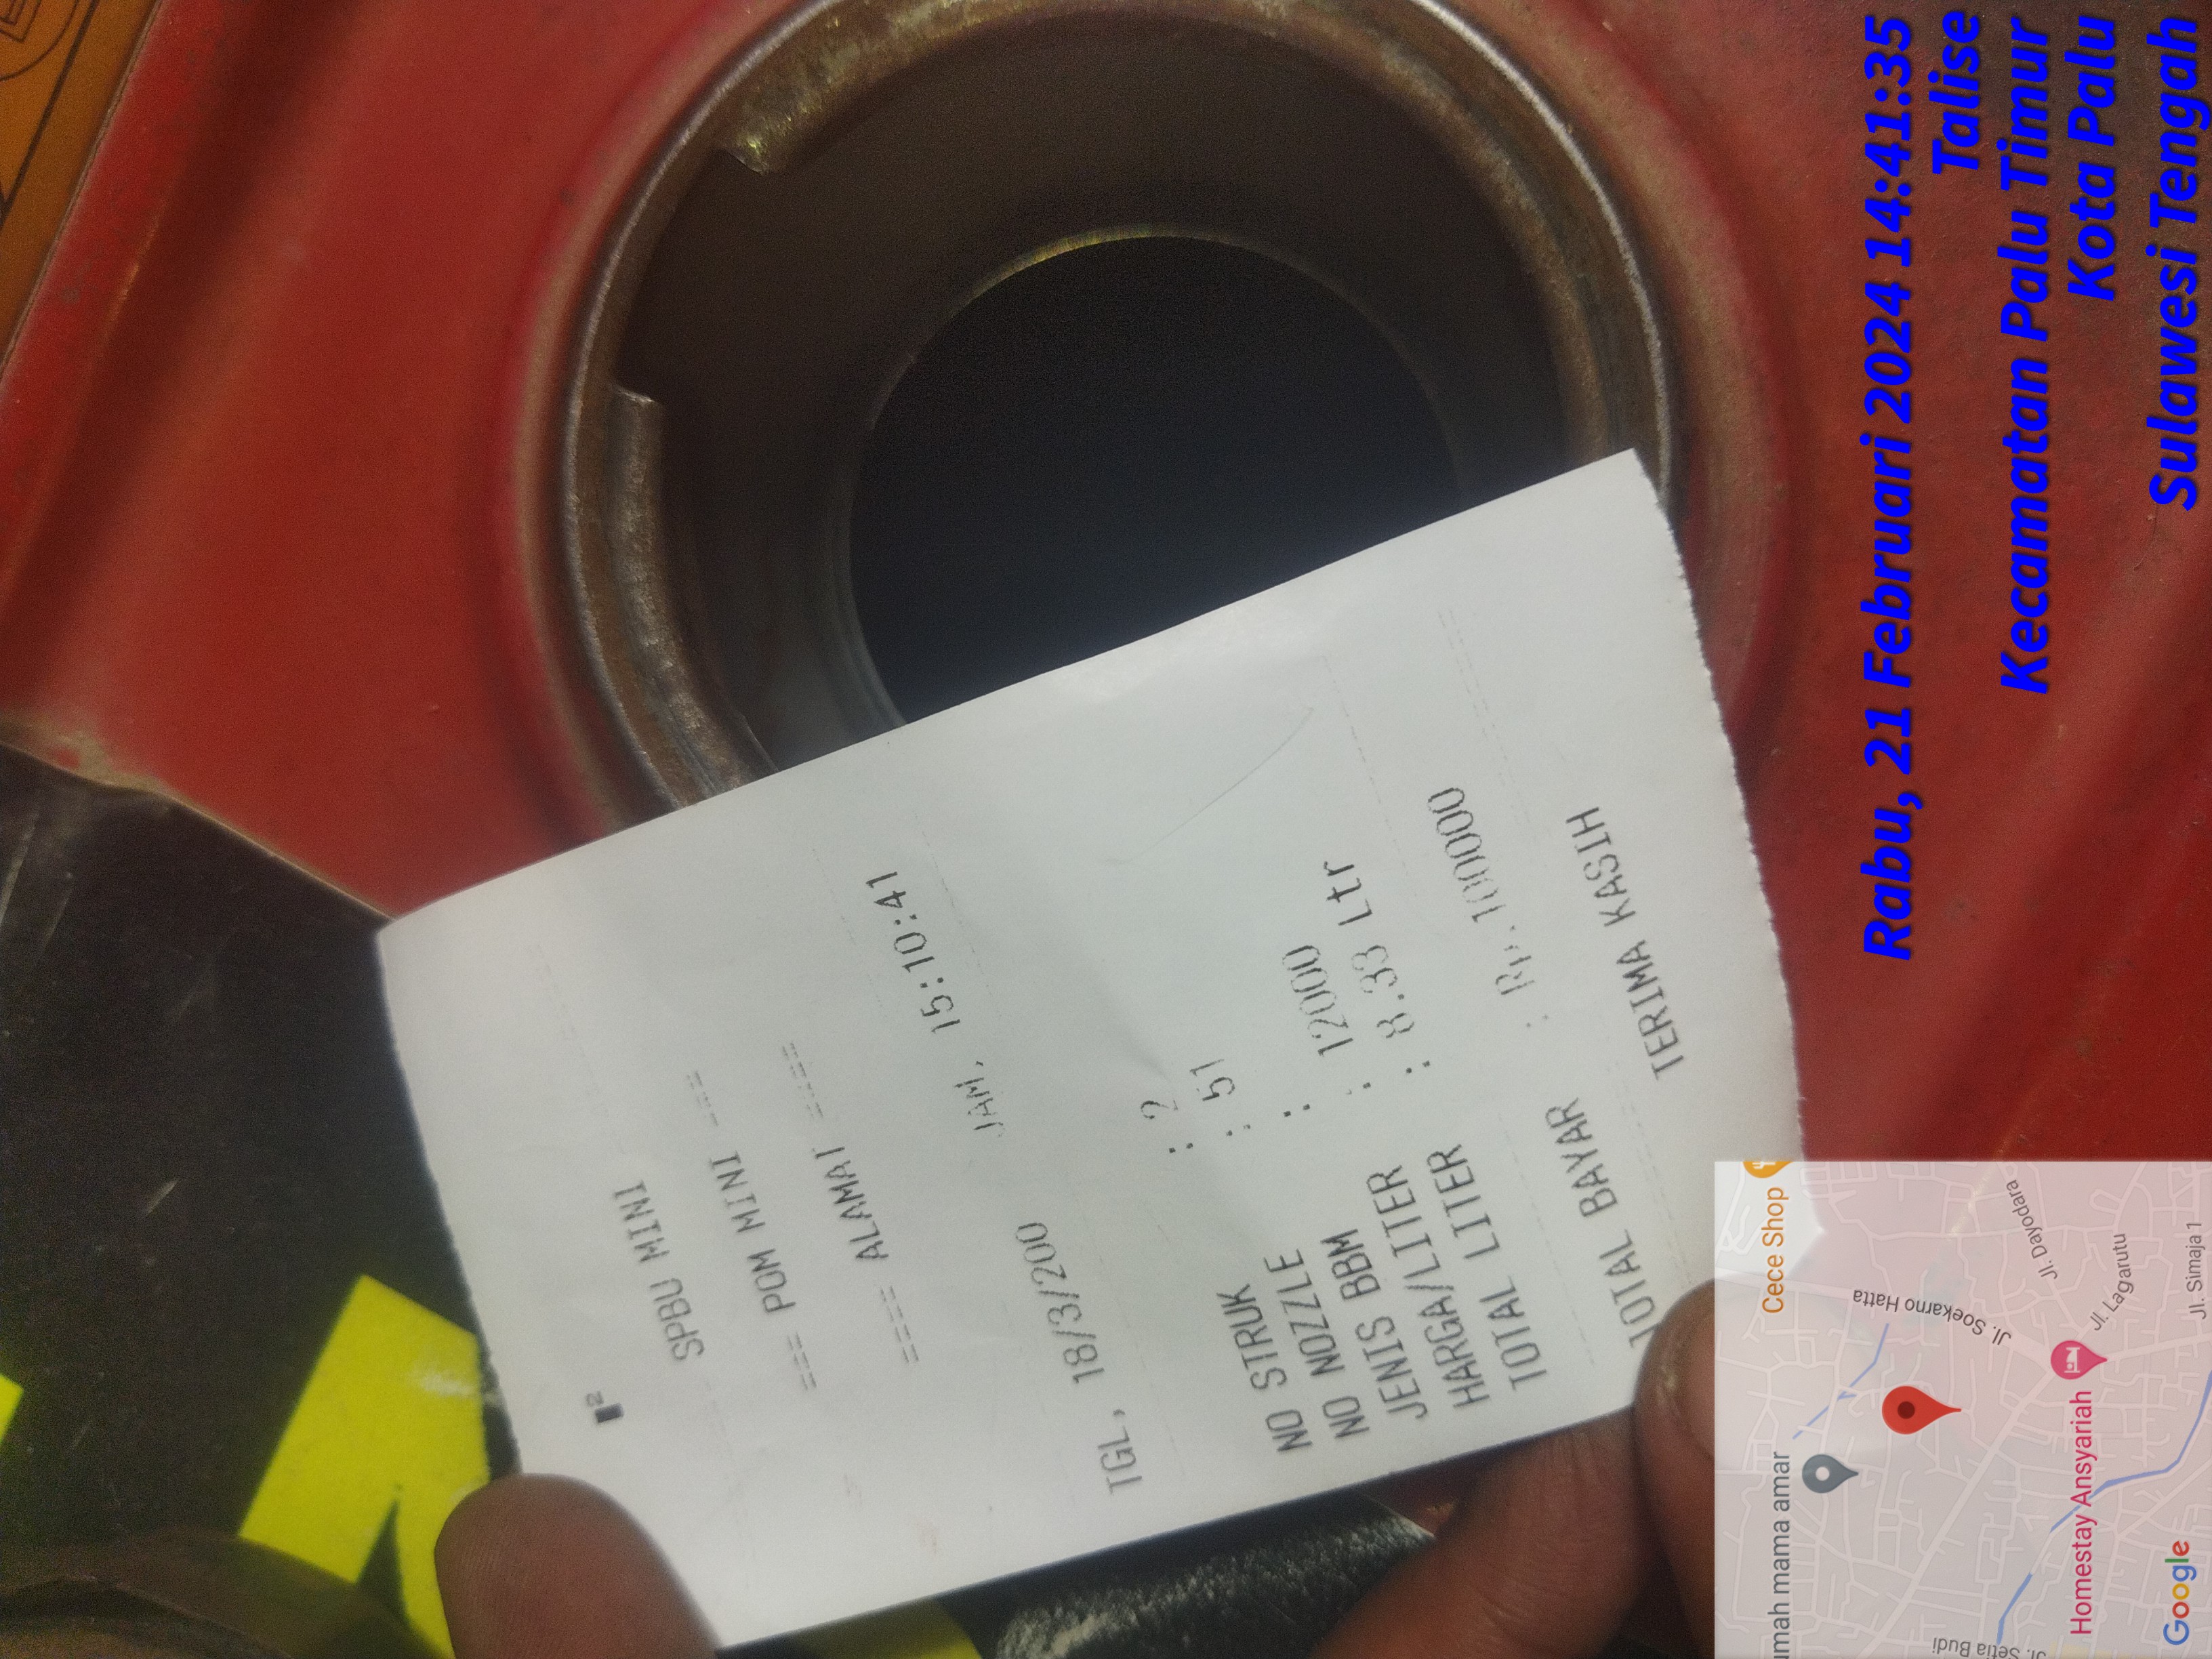 SPBU MINI
=== POM MINI ===
==== ALAMAT ====
TGL, 18/3/200 JAM, 15:10:41
NO STRUK : 2
NO NOZZLE : 51
JENIS BBM :
HARGA/LITER : 12000
TOTAL LITER : 8.33 Ltr
TOTAL BAYAR : Rp.100000
TERIMA KASIH
Rabu, 21 Februari 2024 14:41:35
Talise
Kecamatan Palu Timur
Kota Palu
Sulawesi Tengah
Cece Shop
Jl. Soekarno Hatta
Jl. Dayodara
umah mama amar
Jl. Lagarutu
Homestay Ansyariah
Jl. Simaja 1
Jl. Setia Budi
Google